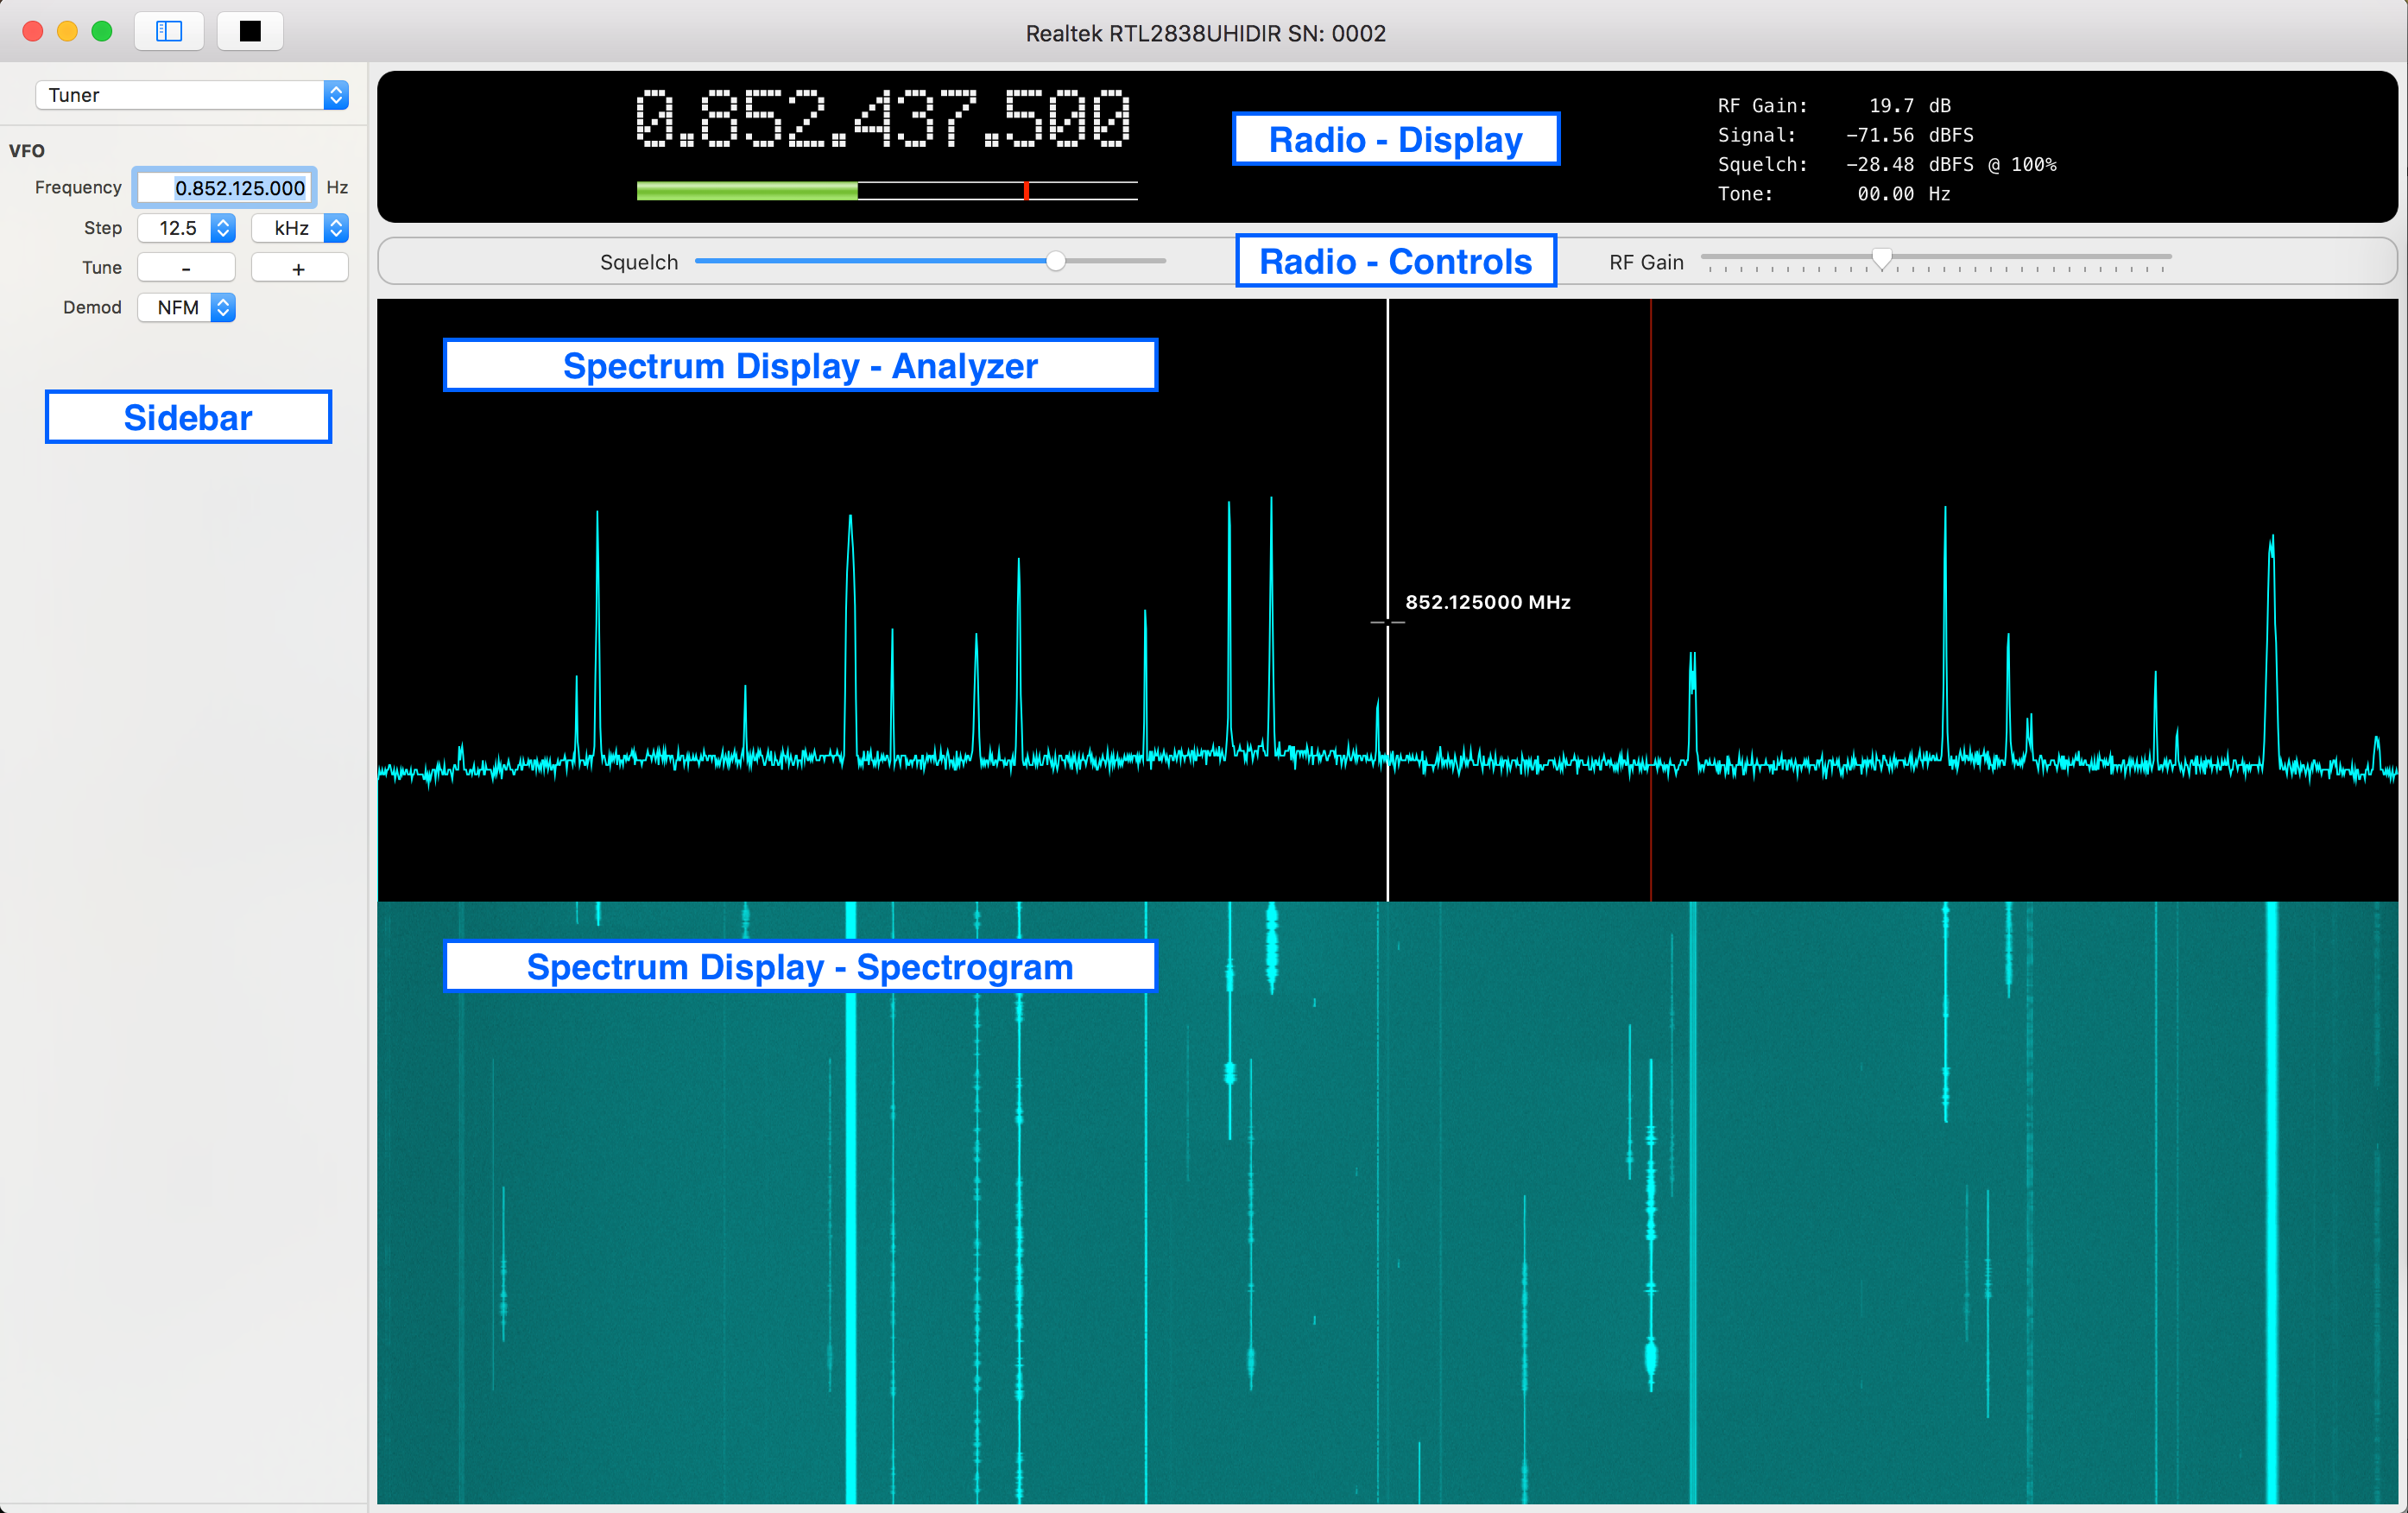 Realtek RTL2838UHIDIR SN: 0002
Tuner
VFO
Frequency 0.852.125.000 Hz
Step 12.5 kHz
Tune - +
Demod NFM
Sidebar
0.852.437.500
Radio - Display
RF Gain: 19.7 dB
Signal: -71.56 dBFS
Squelch: -28.48 dBFS @ 100%
Tone: 00.00 Hz
Squelch
Radio - Controls
RF Gain
Spectrum Display - Analyzer
852.125000 MHz
Spectrum Display - Spectrogram